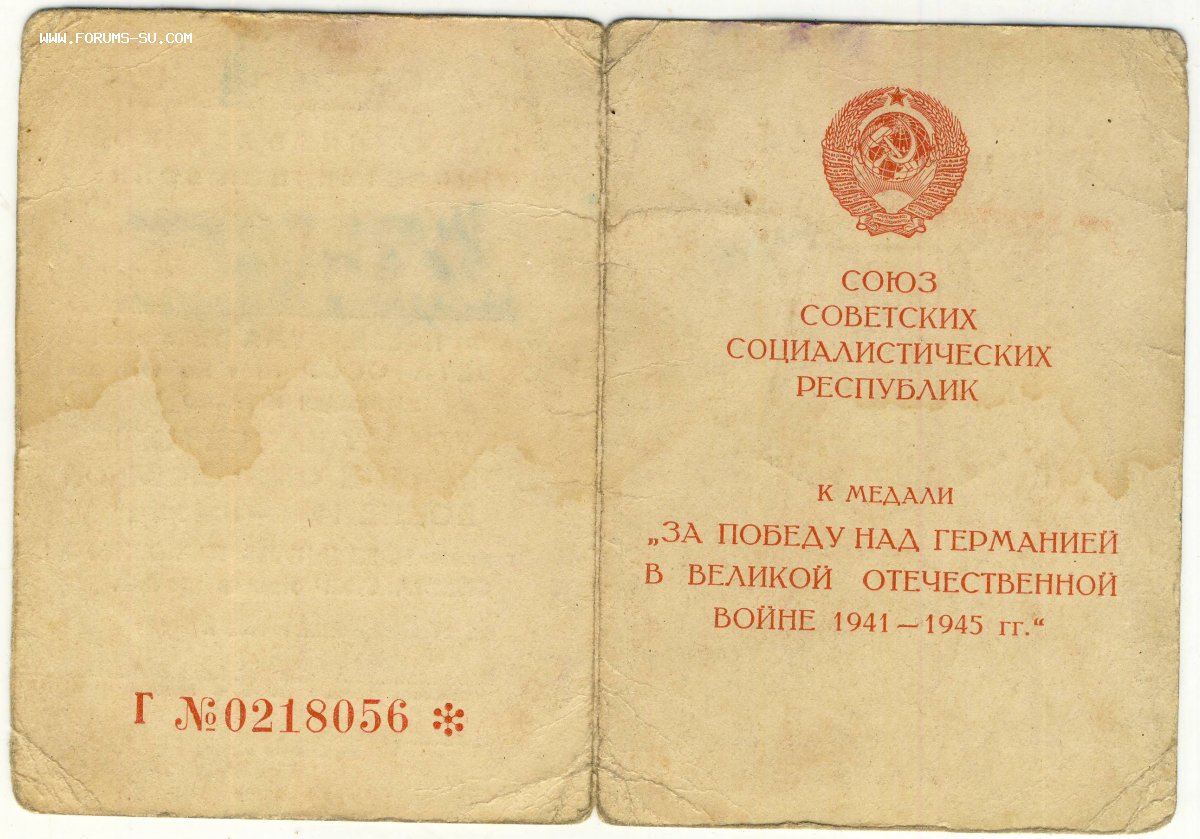 WWW.FORUMS-SU.COM
Г №0218056 *
СОЮЗ
СОВЕТСКИХ
СОЦИАЛИСТИЧЕСКИХ
РЕСПУБЛИК
К МЕДАЛИ
„ЗА ПОБЕДУ НАД ГЕРМАНИЕЙ
В ВЕЛИКОЙ ОТЕЧЕСТВЕННОЙ
ВОЙНЕ 1941—1945 гг.“